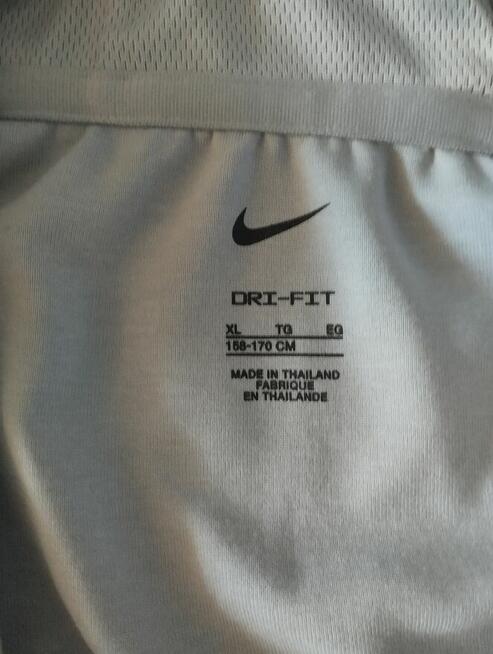 DRI-FIT
XL TG EG
158-170 CM
MADE IN THAILAND
FABRIQUE
EN THAILANDE